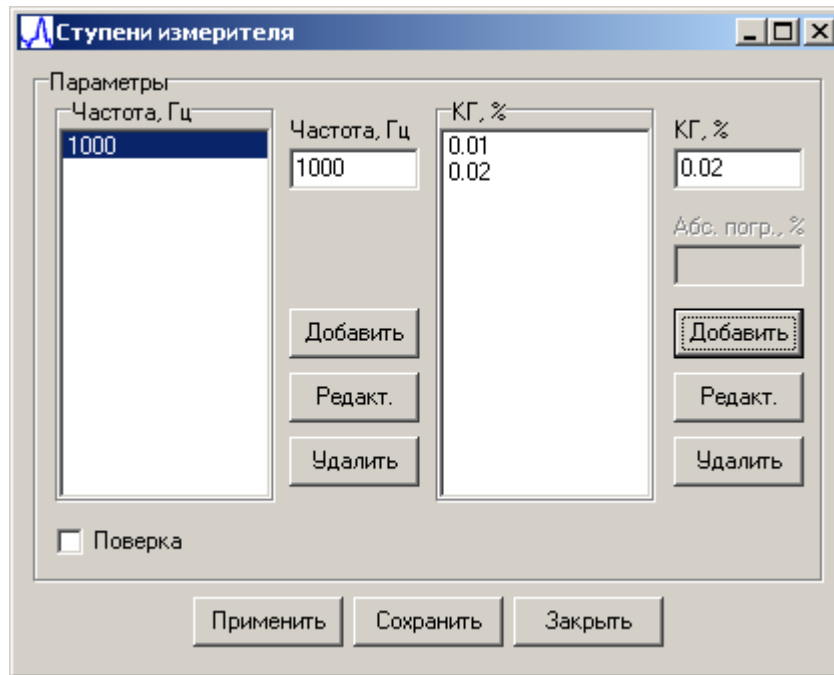 Ступени измерителя
Параметры
Частота, Гц
1000
Частота, Гц
1000
Добавить
Редакт.
Удалить
КГ, %
0.01
0.02
КГ, %
0.02
Абс. погр., %
Добавить
Редакт.
Удалить
Поверка
Применить Сохранить Закрыть